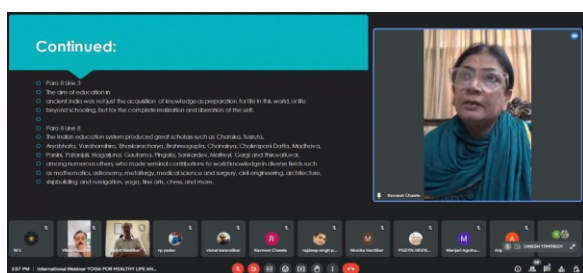 Continued:
Para 8 Line 3
The aim of education in
ancient India was not just the acquisition of knowledge as preparation for life in this world, or life
beyond schooling, but for the complete realization and liberation of the self.
Para 8 Line 8
The Indian education system produced great scholars such as Charaka, Susruta,
Aryabhata, Varahamihira, Bhaskaracharya, Brahmagupta, Chanakya, Chakrapani Datta, Madhava,
Panini, Patanjali, Nagarjuna, Gautama, Pingala, Sankardev, Maitreyi, Gargi and Thiruvalluvar,
among numerous others, who made seminal contributions to world knowledge in diverse fields such
as mathematics, astronomy, metallurgy, medical science and surgery, civil engineering, architecture,
shipbuilding and navigation, yoga, fine arts, chess, and more.
Ravneet Chawla
vishal karandikar
R
Ravneet Chawla
rajdeep singh p...
M
Monika Handikar
M
Manjari Agniho...
A
DINESH
2:57 PM | International Webinar YOGA FOR HEALTHY LIFE AN...